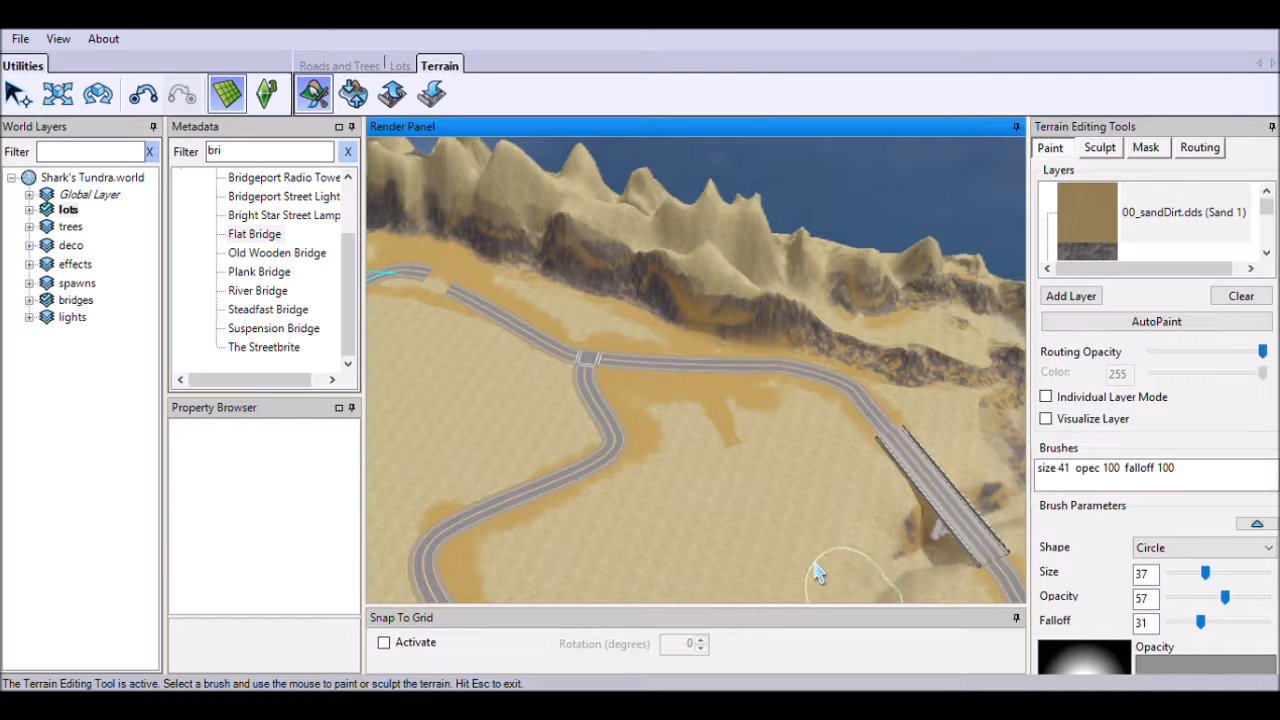 File View About
Utilities Roads and Trees Lots Terrain
World Layers
Filter X
Shark's Tundra.world
Global Layer
lots
trees
deco
effects
spawns
bridges
lights
Metadata
Filter bri X
Bridgeport Radio Towe
Bridgeport Street Light
Bright Star Street Lamp
Flat Bridge
Old Wooden Bridge
Plank Bridge
River Bridge
Steadfast Bridge
Suspension Bridge
The Streetbrite
Property Browser
Render Panel
Snap To Grid
Activate Rotation (degrees) 0
Terrain Editing Tools
Paint Sculpt Mask Routing
Layers
00_sandDirt.dds (Sand 1)
Add Layer Clear
AutoPaint
Routing Opacity
Color: 255
Individual Layer Mode
Visualize Layer
Brushes
size 41 opec 100 falloff 100
Brush Parameters
Shape Circle
Size 37
Opacity 57
Falloff 31
Opacity
The Terrain Editing Tool is active. Select a brush and use the mouse to paint or sculpt the terrain. Hit Esc to exit.